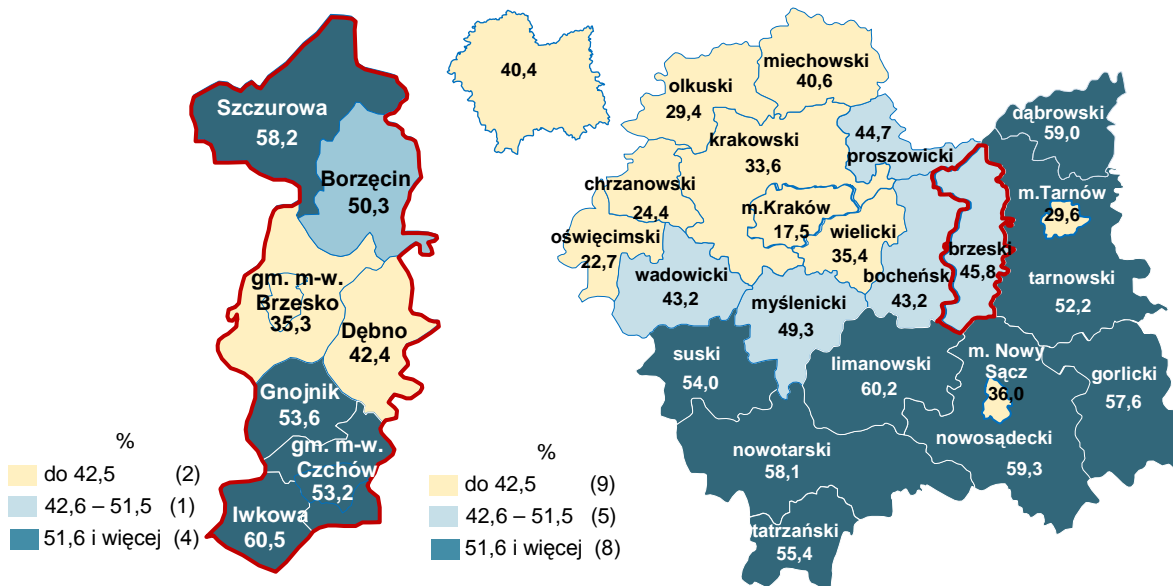 Szczurowa
58,2
Borzęcin
50,3
gm. m-w.
Brzesko
35,3
Dębno
42,4
Gnojnik
53,6
gm. m-w.
Czchów
53,2
Iwkowa
60,5
%
do 42,5 (2)
42,6 – 51,5 (1)
51,6 i więcej (4)
40,4
miechowski
40,6
olkuski
29,4
dąbrowski
59,0
44,7
proszowicki
krakowski
33,6
chrzanowski
24,4
m.Kraków
17,5
m.Tarnów
29,6
oświęcimski
22,7
wielicki
35,4
brzeski
45,8
wadowicki
43,2
bocheńsk
43,2
tarnowski
52,2
myślenicki
49,3
suski
54,0
limanowski
60,2
m. Nowy
Sącz
36,0
gorlicki
57,6
nowotarski
58,1
nowosądecki
59,3
tatrzański
55,4
%
do 42,5 (9)
42,6 – 51,5 (5)
51,6 i więcej (8)